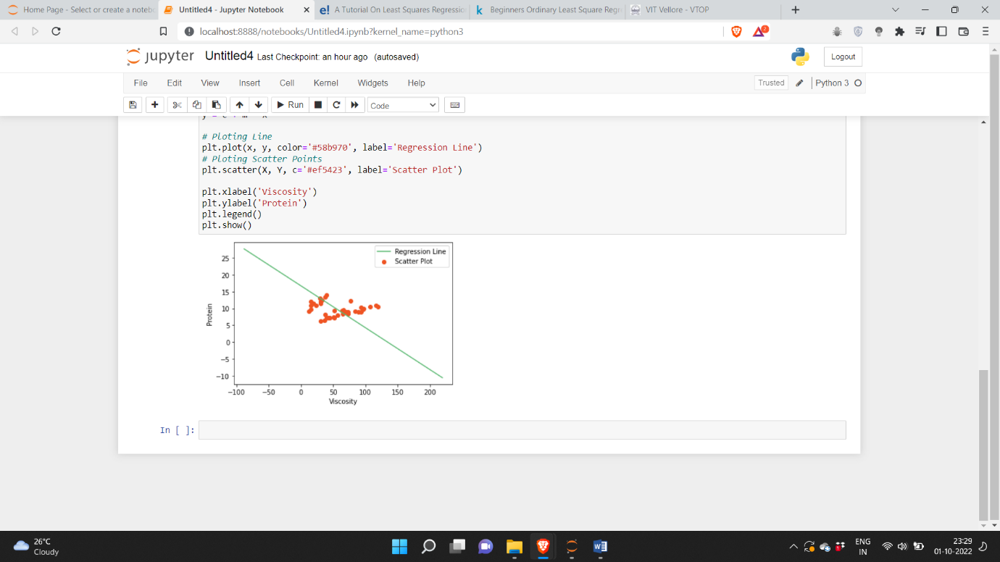 Home Page - Select or create a noteb
Untitled4 - Jupyter Notebook
e! A Tutorial On Least Squares Regressio
k Beginners Ordinary Least Square Regr
VIT Vellore - VTOP
localhost:8888/notebooks/Untitled4.ipynb?kernel_name=python3
2
jupyter Untitled4 Last Checkpoint: an hour ago (autosaved)
Logout
File Edit View Insert Cell Kernel Widgets Help
Trusted
Python 3
Run
Code
# Ploting Line
plt.plot(x, y, color='#58b970', label='Regression Line')
# Ploting Scatter Points
plt.scatter(X, Y, c='#ef5423', label='Scatter Plot')
plt.xlabel('Viscosity')
plt.ylabel('Protein')
plt.legend()
plt.show()
Regression Line
Scatter Plot
25
20
15
10
5
0
−5
−10
Protein
−100 −50 0 50 100 150 200
Viscosity
In [ ]:
26°C
Cloudy
W
ENG
IN
23:29
01-10-2022